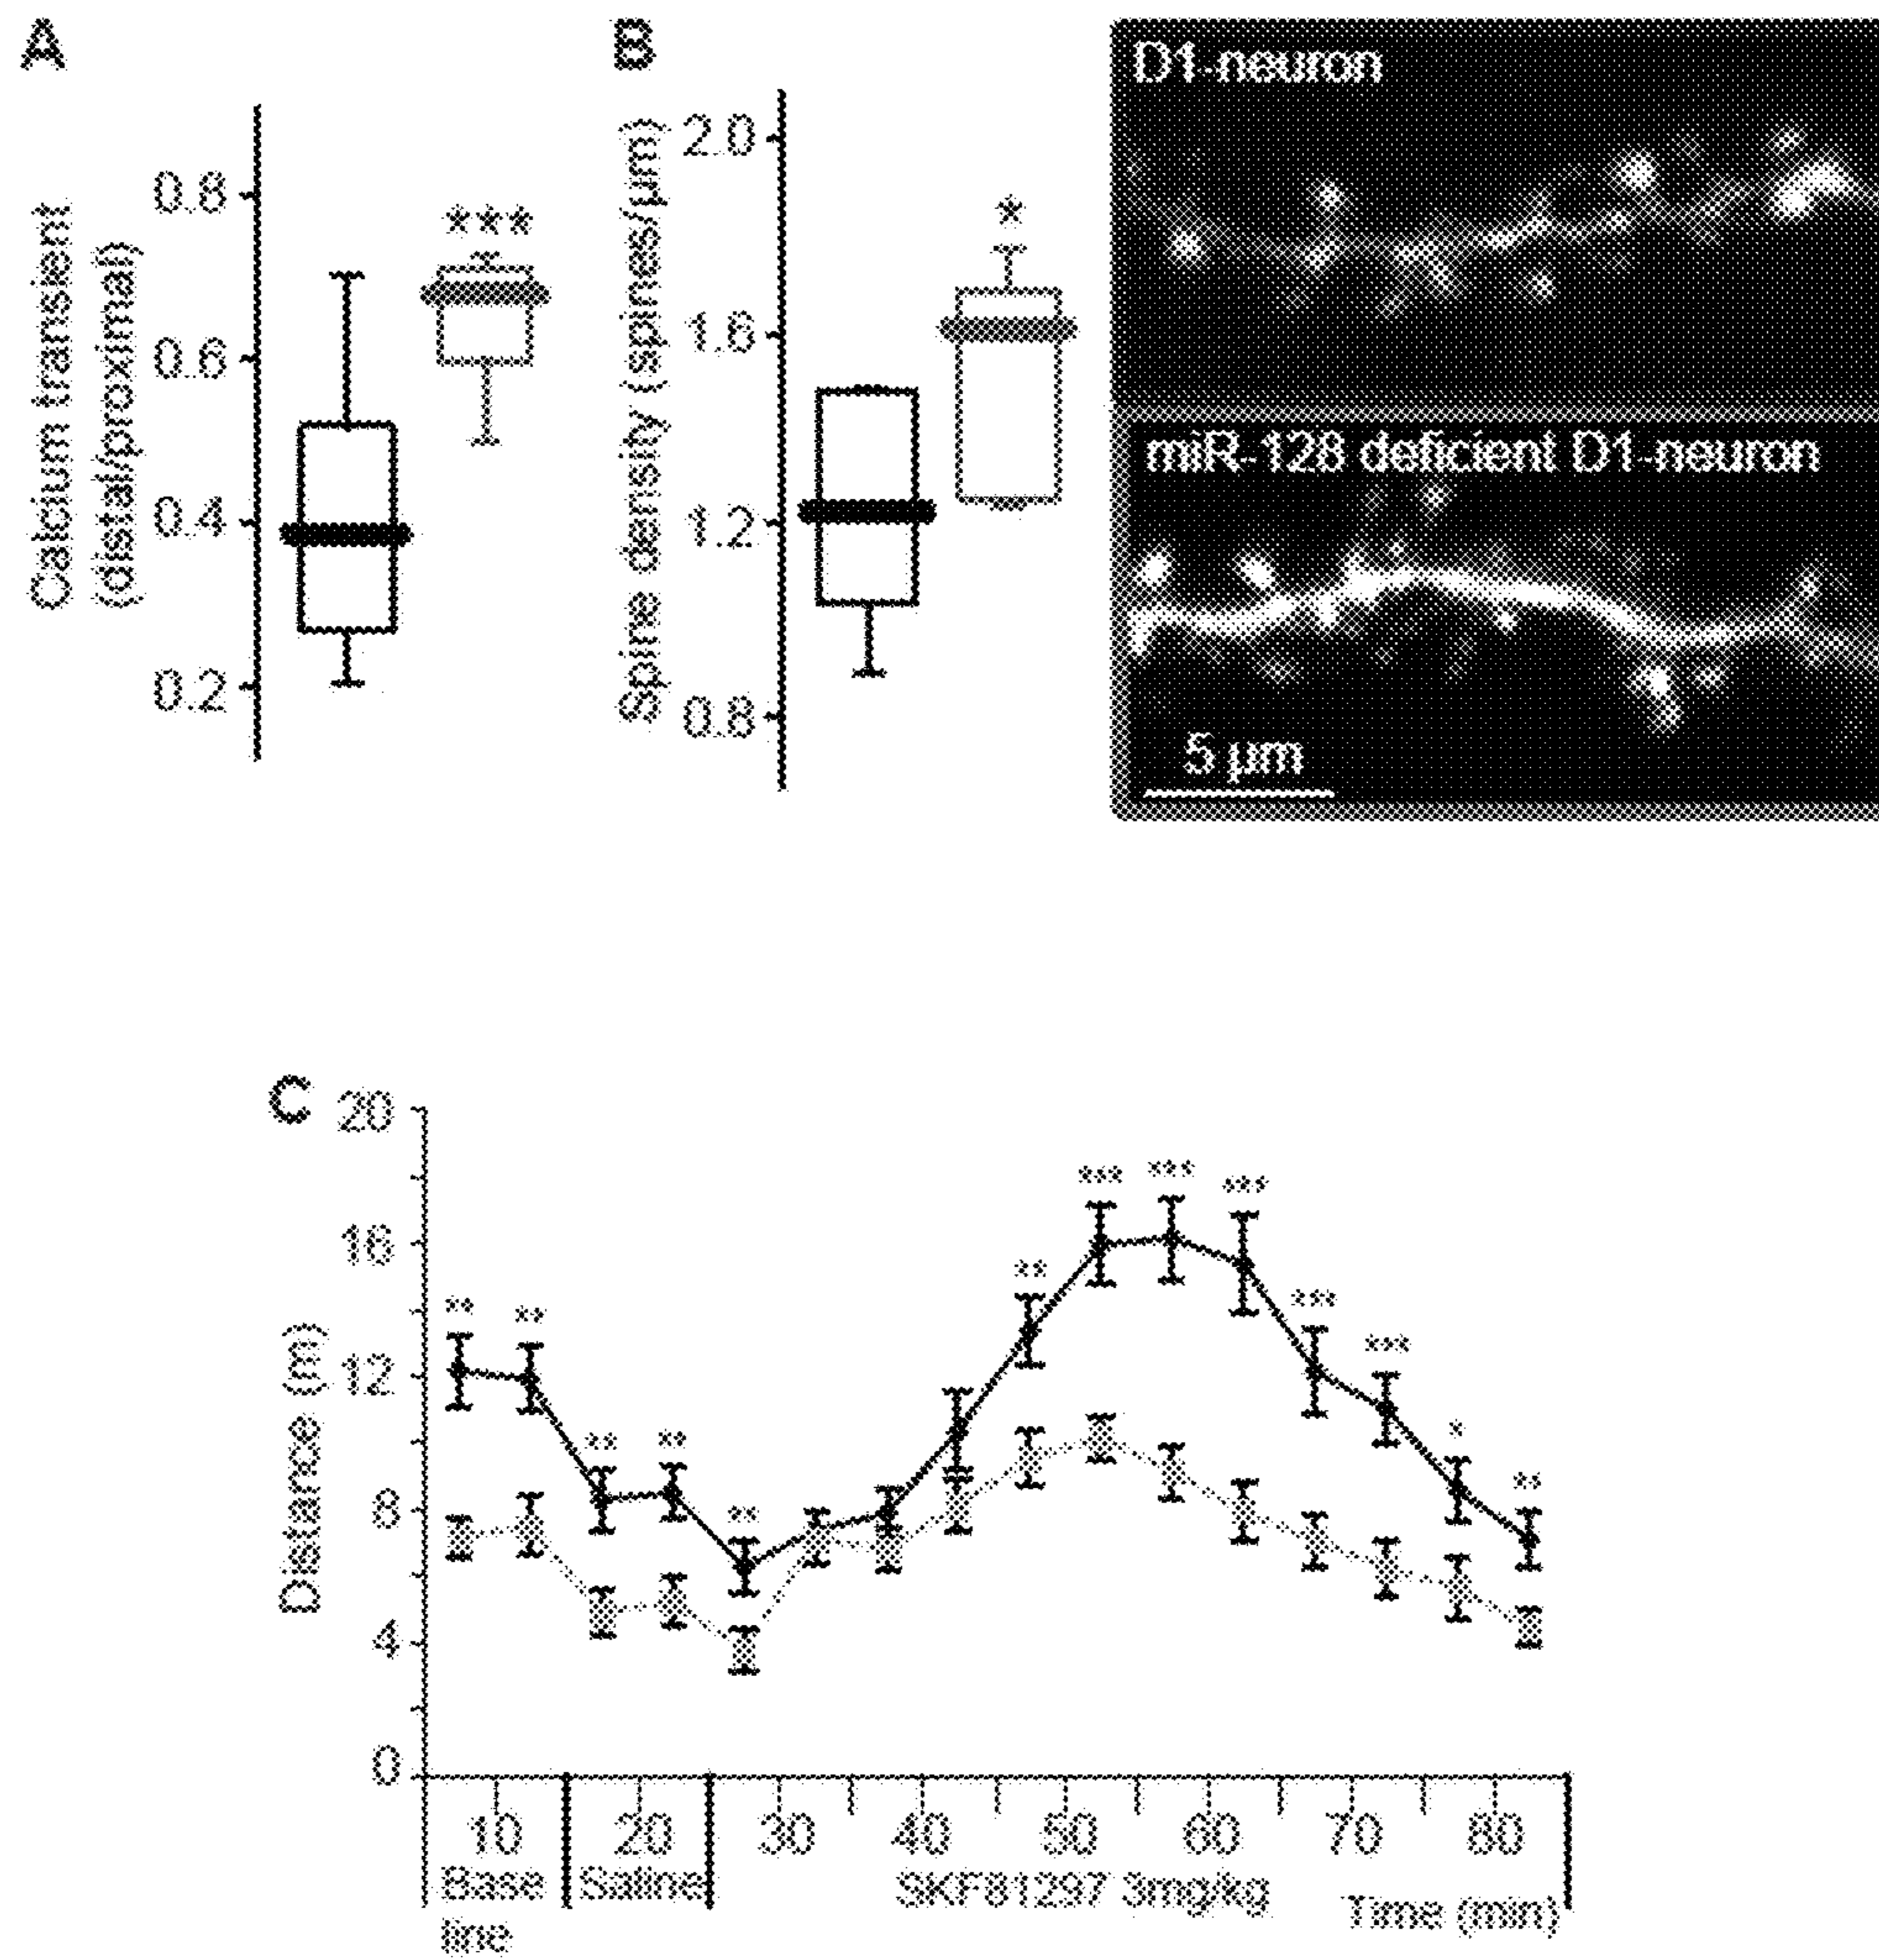 A
Calcium transient
(distal/proximal)
0.8
0.6
0.4
0.2
***
B
Spine density (spines/µm)
2.0
1.6
1.2
0.8
*
D1-neuron
miR-128 deficient D1-neuron
5 µm
C
Distance (m)
20
16
12
8
4
0
** ** ** ** ** ** *** *** *** *** *** * **
10 20 30 40 50 60 70 80
Base
line
Saline
SKF81297 3mg/kg
Time (min)